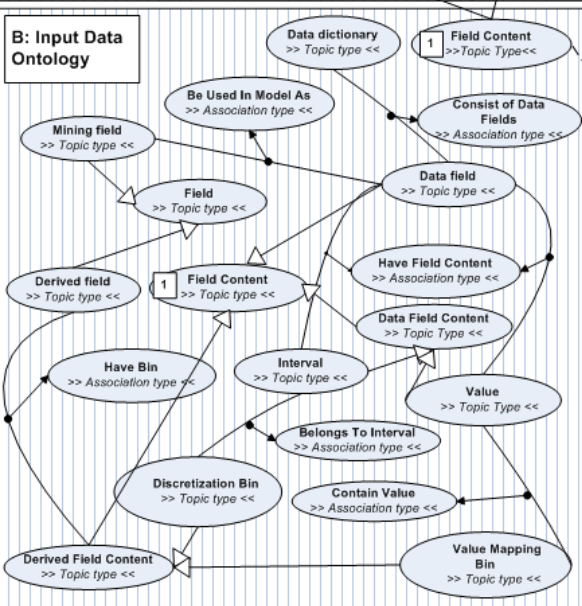 B: Input Data
Ontology
Data dictionary
>> Topic type <<
1
Field Content
>>Topic Type<<
Be Used In Model As
>> Association type <<
Consist of Data
Fields
>> Association type <<
Mining field
>> Topic type <<
Data field
>> Topic type <<
Field
>> Topic type <<
Have Field Content
>> Association type <<
Derived field
>> Topic type <<
1
Field Content
>> Topic type <<
Data Field Content
>> Topic Type <<
Have Bin
>> Association type <<
Interval
>> Topic type <<
Value
>> Topic Type <<
Belongs To Interval
>> Association type <<
Discretization Bin
>> Topic type <<
Contain Value
>> Association type <<
Derived Field Content
>> Topic type <<
Value Mapping
Bin
>> Topic type <<